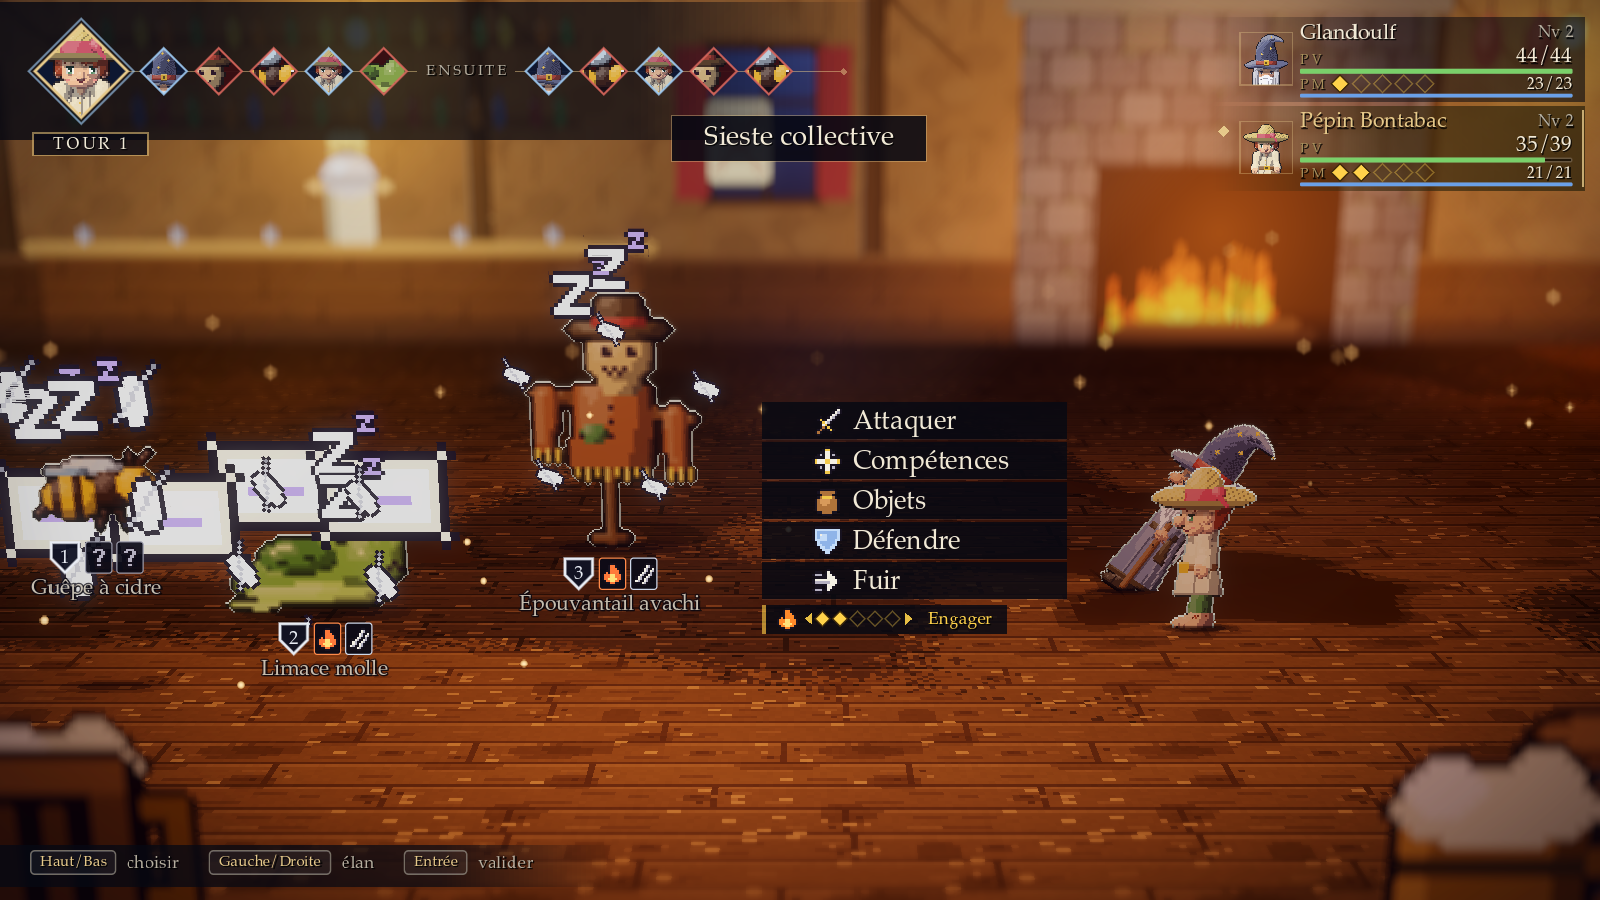 Glandoulf Nv 2
PV 44/44
PM 23/23
ENSUITE
TOUR 1
Sieste collective
Pépin Bontabac Nv 2
PV 35/39
PM 21/21
Z Z Z Z
Z Z Z
Z Z Z Z
Attaquer
Compétences
Objets
Défendre
Fuir
Engager
1 ? ?
Guêpe à cidre
3
Épouvantail avachi
2
Limace molle
Haut/Bas choisir Gauche/Droite élan Entrée valider